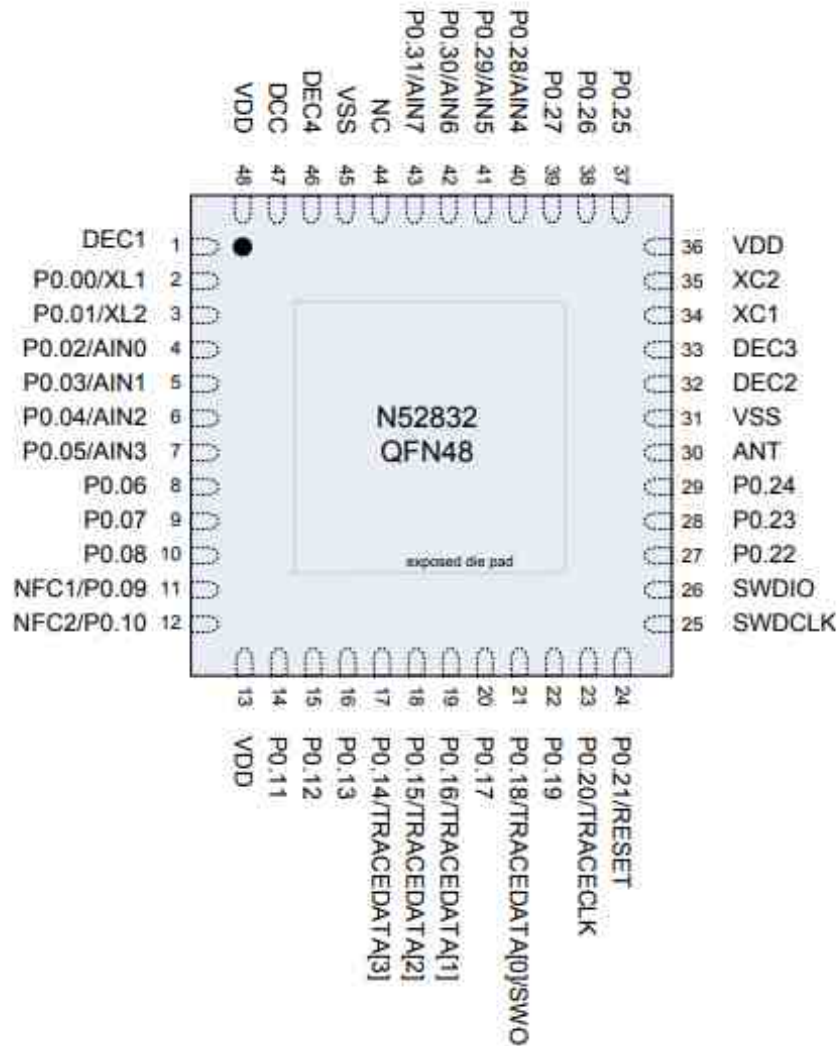 VDD
DCC
DEC4
VSS
NC
P0.31/AIN7
P0.30/AIN6
P0.29/AIN5
P0.28/AIN4
P0.27
P0.26
P0.25
48
47
46
45
44
43
42
41
40
39
38
37
DEC1 1
P0.00/XL1 2
P0.01/XL2 3
P0.02/AIN0 4
P0.03/AIN1 5
P0.04/AIN2 6
P0.05/AIN3 7
P0.06 8
P0.07 9
P0.08 10
NFC1/P0.09 11
NFC2/P0.10 12
N52832
QFN48
exposed die pad
36 VDD
35 XC2
34 XC1
33 DEC3
32 DEC2
31 VSS
30 ANT
29 P0.24
28 P0.23
27 P0.22
26 SWDIO
25 SWDCLK
13
14
15
16
17
18
19
20
21
22
23
24
VDD
P0.11
P0.12
P0.13
P0.14/TRACEDATA[3]
P0.15/TRACEDATA[2]
P0.16/TRACEDATA[1]
P0.17
P0.18/TRACEDATA[0]/SWO
P0.19
P0.20/TRACECLK
P0.21/RESET